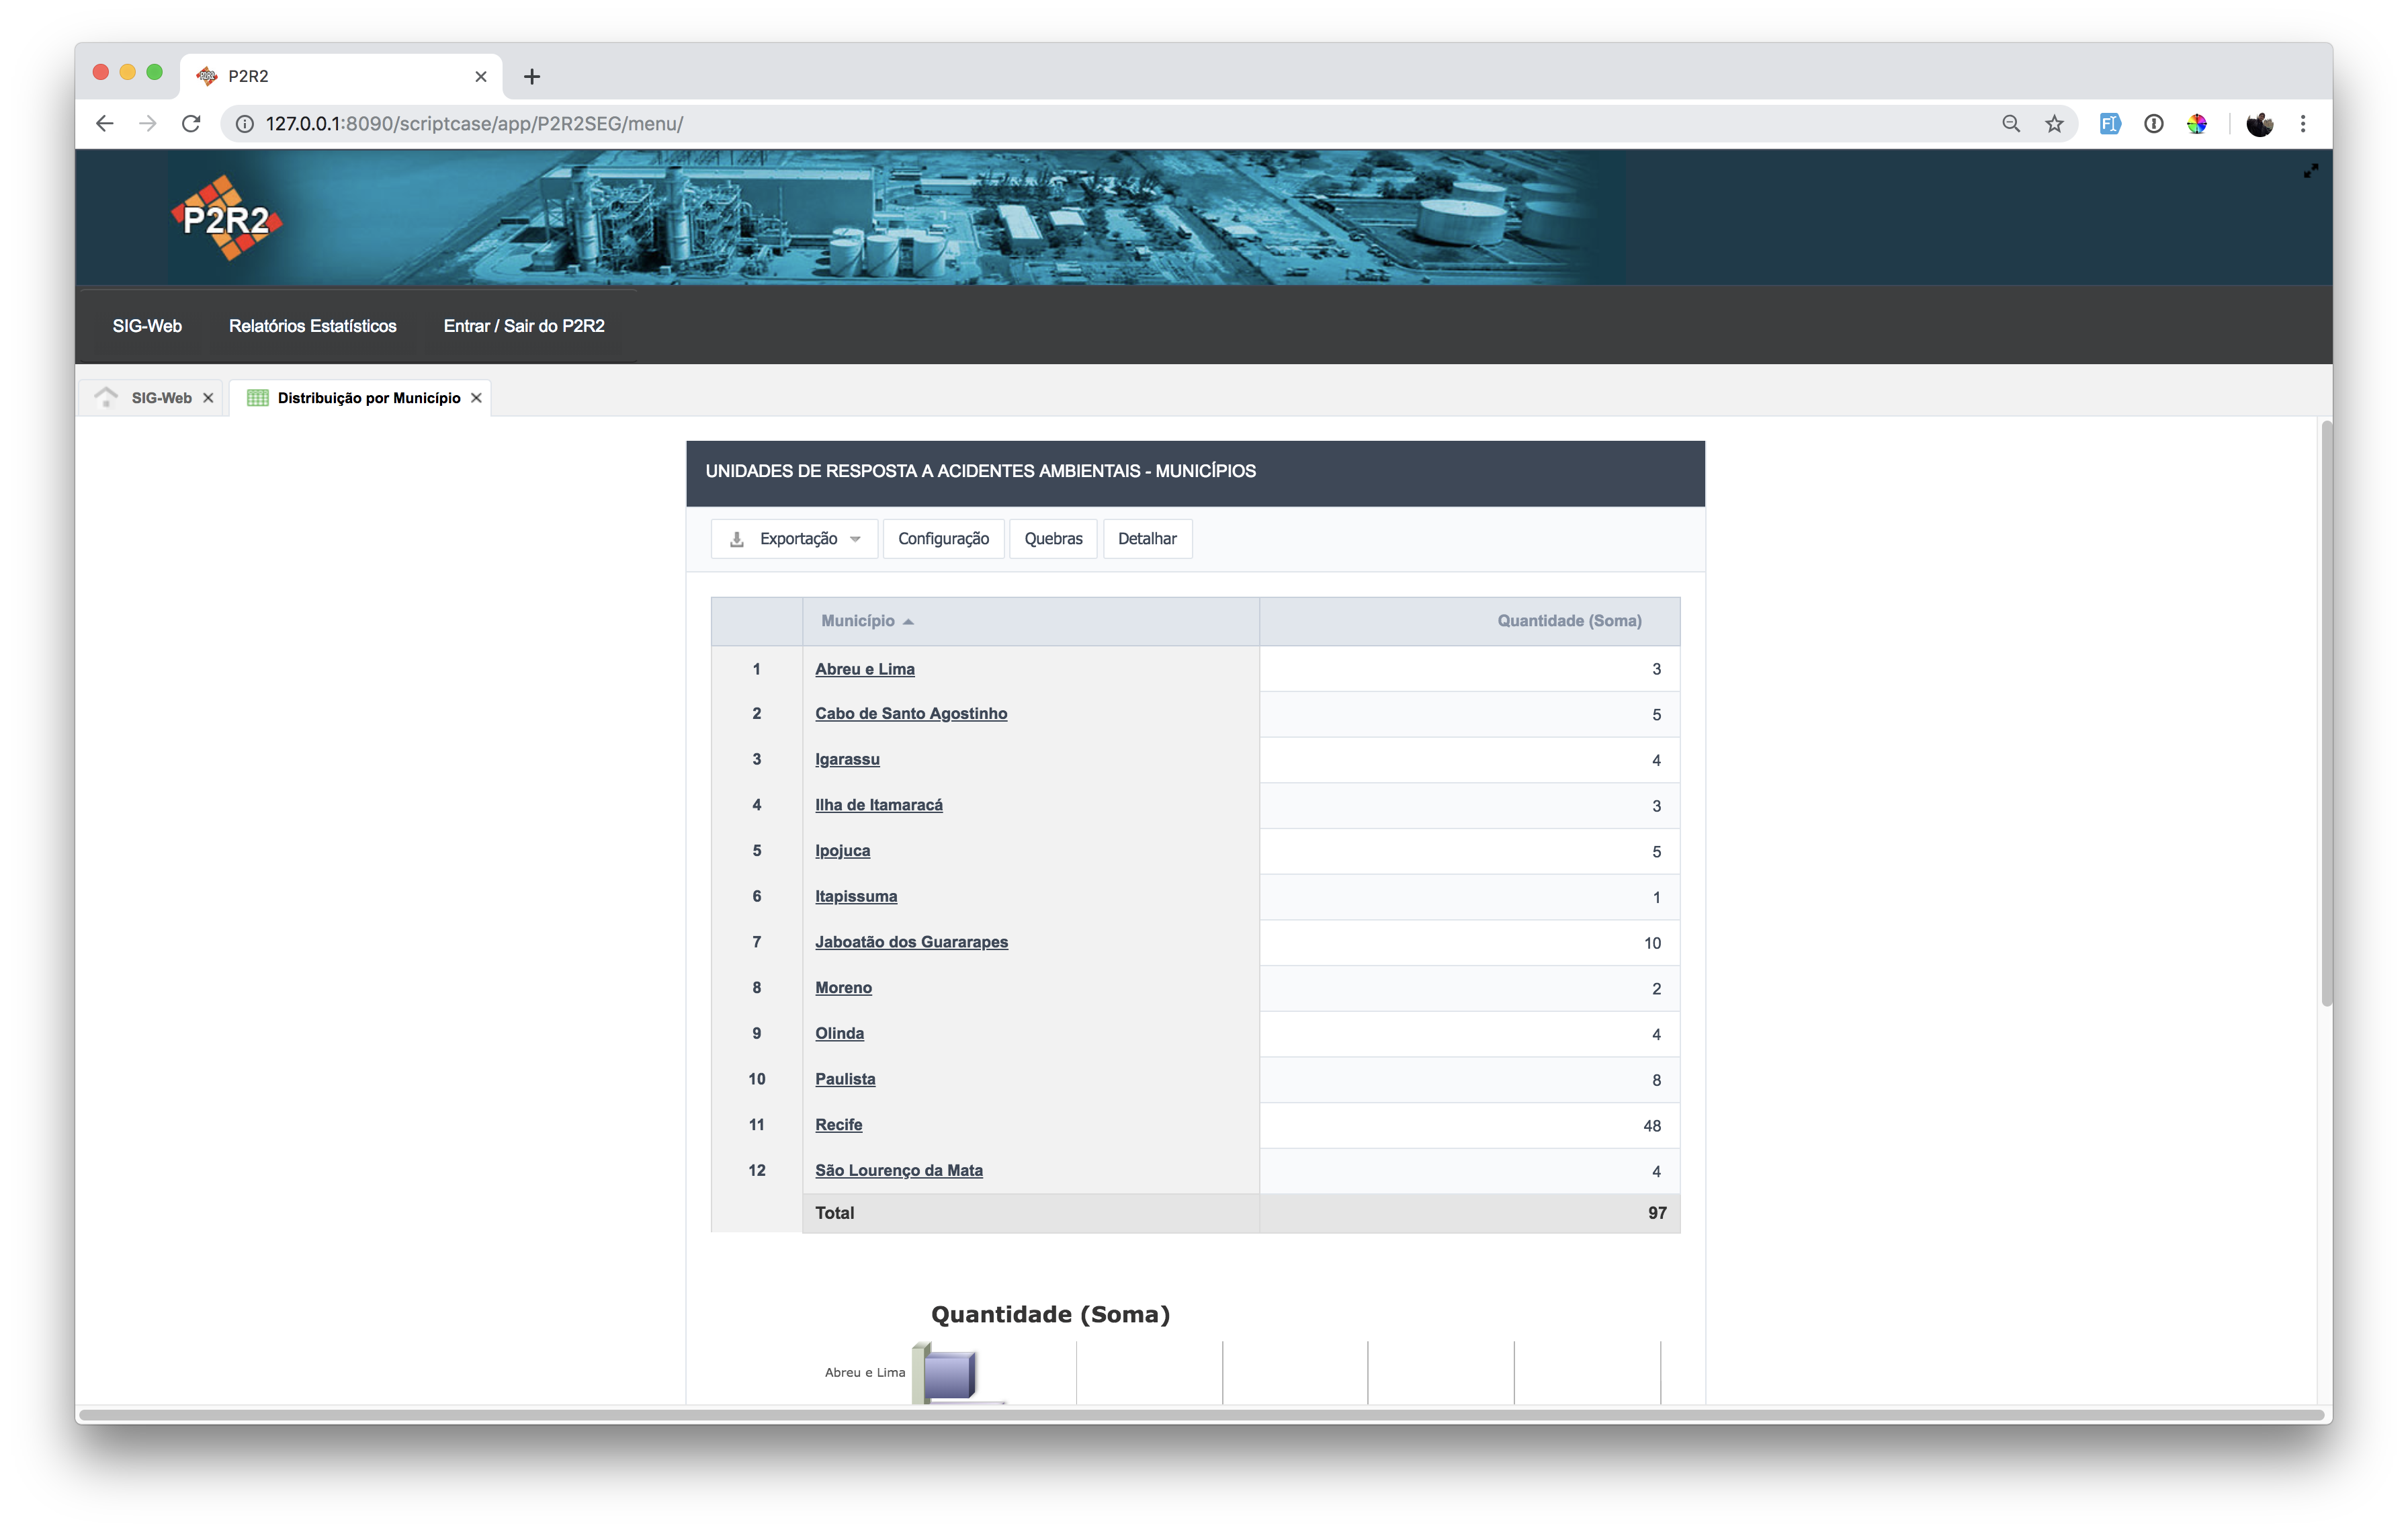 P2R2
127.0.0.1:8090/scriptcase/app/P2R2SEG/menu/
P2R2
SIG-Web Relatórios Estatísticos Entrar / Sair do P2R2
SIG-Web Distribuição por Município
UNIDADES DE RESPOSTA A ACIDENTES AMBIENTAIS - MUNICÍPIOS
Exportação Configuração Quebras Detalhar
Município Quantidade (Soma)
1 Abreu e Lima 3
2 Cabo de Santo Agostinho 5
3 Igarassu 4
4 Ilha de Itamaracá 3
5 Ipojuca 5
6 Itapissuma 1
7 Jaboatão dos Guararapes 10
8 Moreno 2
9 Olinda 4
10 Paulista 8
11 Recife 48
12 São Lourenço da Mata 4
Total 97
Quantidade (Soma)
Abreu e Lima